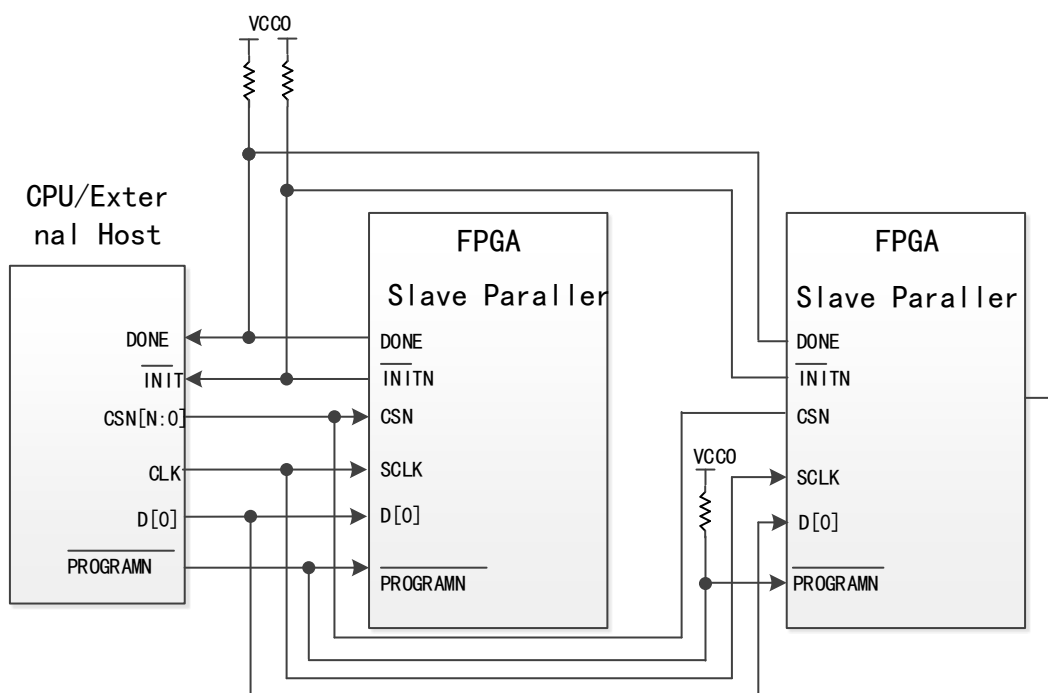 VCCO
CPU/Exter
nal Host
DONE
INIT
CSN[N:0]
CLK
D[0]
PROGRAMN
FPGA
Slave Paraller
DONE
INITN
CSN
SCLK
D[0]
PROGRAMN
VCCO
FPGA
Slave Paraller
DONE
INITN
CSN
SCLK
D[0]
PROGRAMN